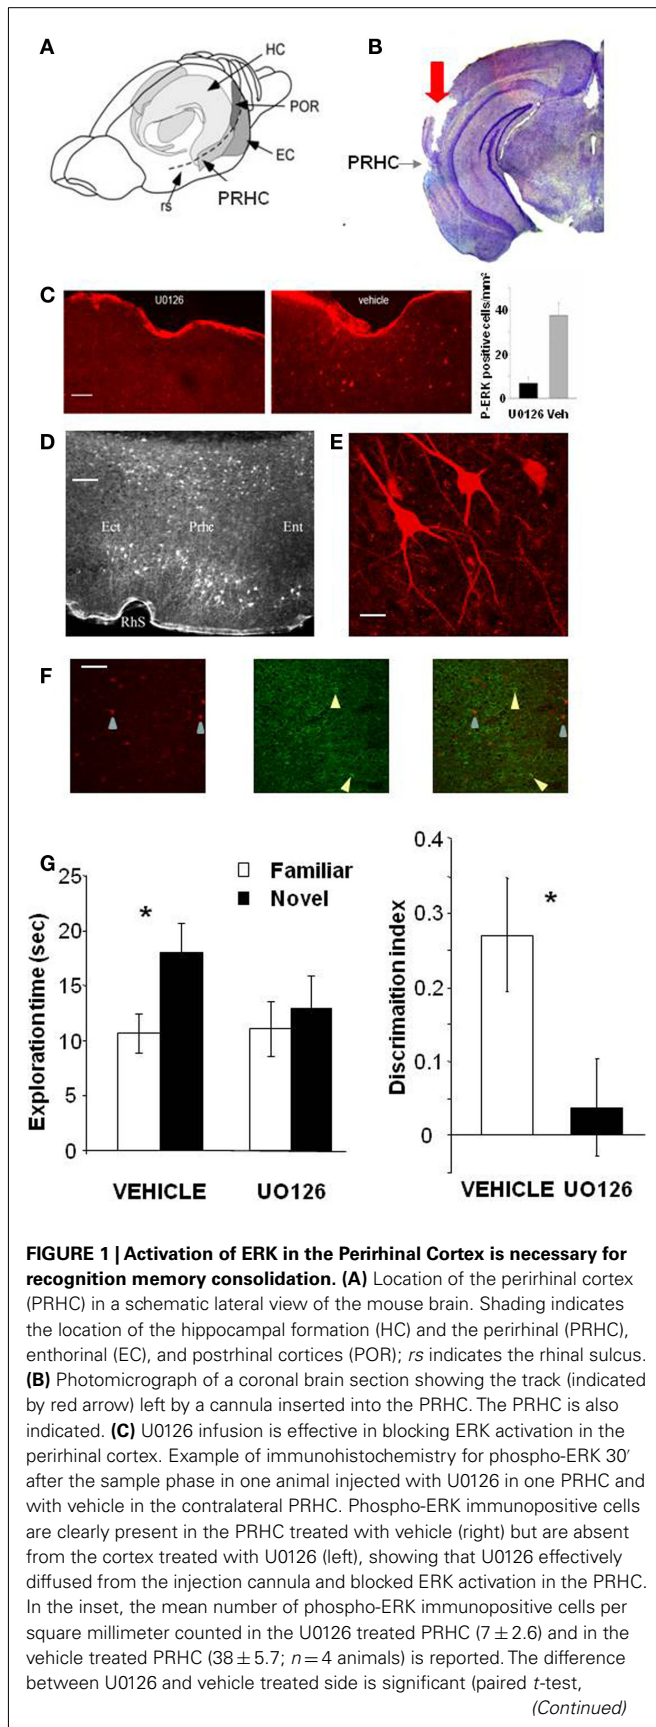 A
HC
POR
EC
PRHC
rs
B
PRHC
C
U0126
vehicle
P-ERK positive cells/mm²
40
20
0
U0126 Veh
D
Ect
Prhc
Ent
RhS
E
F
G
Familiar
Novel
Exploration time (sec)
25
20
15
10
5
0
*
VEHICLE
UO126
Discrimaition index
0.4
0.3
0.2
0.1
0
*
VEHICLE UO126
FIGURE 1 | Activation of ERK in the Perirhinal Cortex is necessary for
recognition memory consolidation. (A) Location of the perirhinal cortex
(PRHC) in a schematic lateral view of the mouse brain. Shading indicates
the location of the hippocampal formation (HC) and the perirhinal (PRHC),
enthorinal (EC), and postrhinal cortices (POR); rs indicates the rhinal sulcus.
(B) Photomicrograph of a coronal brain section showing the track (indicated
by red arrow) left by a cannula inserted into the PRHC. The PRHC is also
indicated. (C) U0126 infusion is effective in blocking ERK activation in the
perirhinal cortex. Example of immunohistochemistry for phospho-ERK 30′
after the sample phase in one animal injected with U0126 in one PRHC and
with vehicle in the contralateral PRHC. Phospho-ERK immunopositive cells
are clearly present in the PRHC treated with vehicle (right) but are absent
from the cortex treated with U0126 (left), showing that U0126 effectively
diffused from the injection cannula and blocked ERK activation in the PRHC.
In the inset, the mean number of phospho-ERK immunopositive cells per
square millimeter counted in the U0126 treated PRHC (7 ± 2.6) and in the
vehicle treated PRHC (38 ± 5.7; n = 4 animals) is reported. The difference
between U0126 and vehicle treated side is significant (paired t-test,
(Continued)